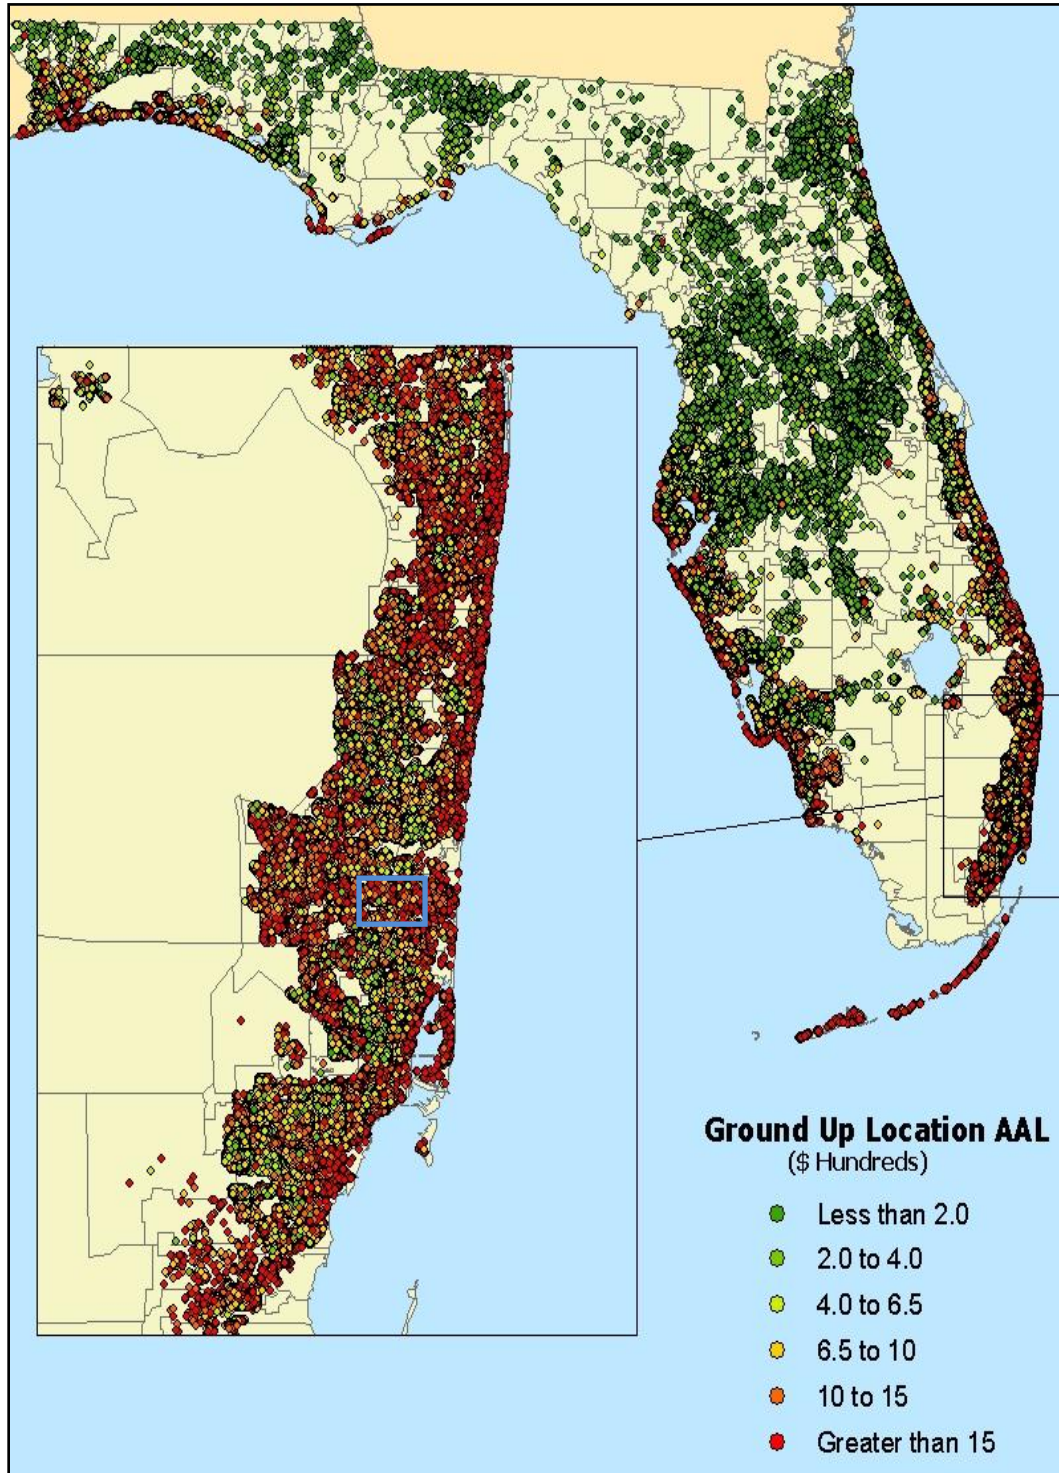 Ground Up Location AAL
($ Hundreds)
Less than 2.0
2.0 to 4.0
4.0 to 6.5
6.5 to 10
10 to 15
Greater than 15